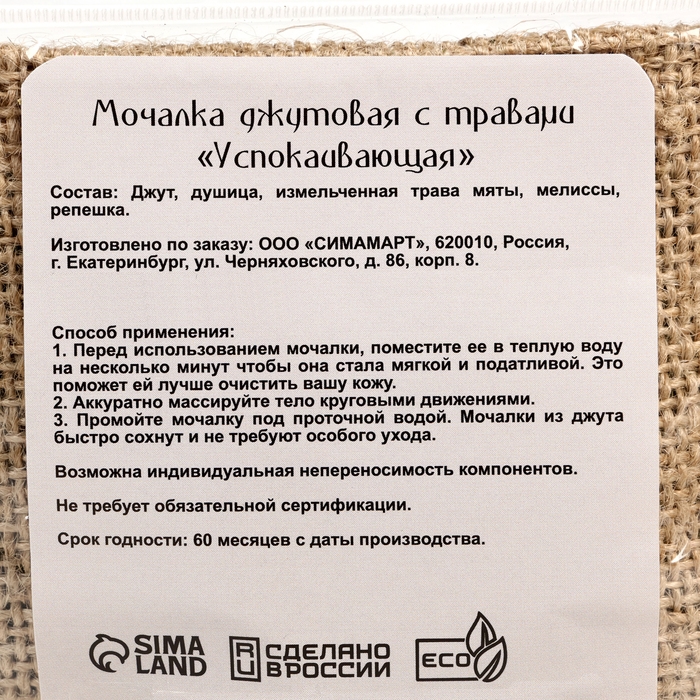 Мочалка джутовая с травами
«Успокаивающая»
Состав: Джут, душица, измельченная трава мяты, мелиссы,
репешка.
Изготовлено по заказу: ООО «СИМАМАРТ», 620010, Россия,
г. Екатеринбург, ул. Черняховского, д. 86, корп. 8.
Способ применения:
1. Перед использованием мочалки, поместите ее в теплую воду
на несколько минут чтобы она стала мягкой и податливой. Это
поможет ей лучше очистить вашу кожу.
2. Аккуратно массируйте тело круговыми движениями.
3. Промойте мочалку под проточной водой. Мочалки из джута
быстро сохнут и не требуют особого ухода.
Возможна индивидуальная непереносимость компонентов.
Не требует обязательной сертификации.
Срок годности: 60 месяцев с даты производства.
SIMA
LAND
RU
СДЕЛАНО
В РОССИИ
ECO